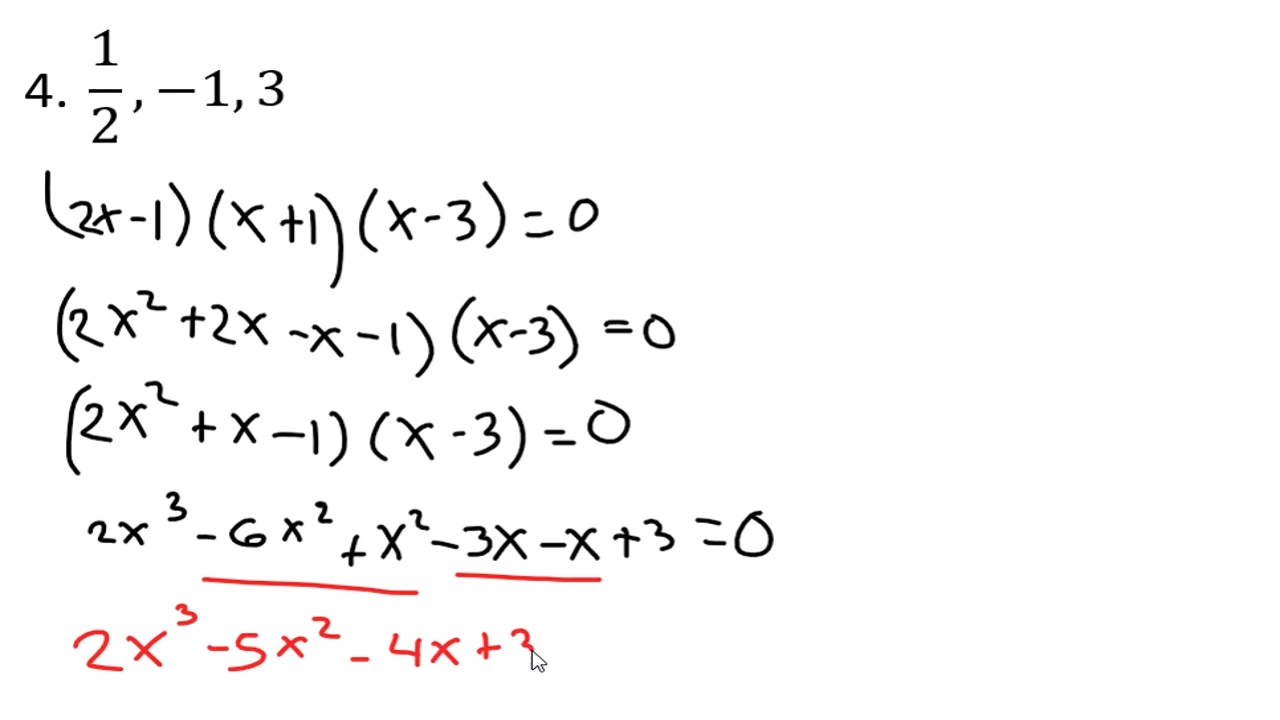 4. 1/2, −1, 3
(2x-1)(x+1)(x-3)=0
(2x²+2x-x-1)(x-3)=0
(2x²+x-1)(x-3)=0
2x³-6x²+x²-3x-x+3=0
2x³-5x²-4x+3